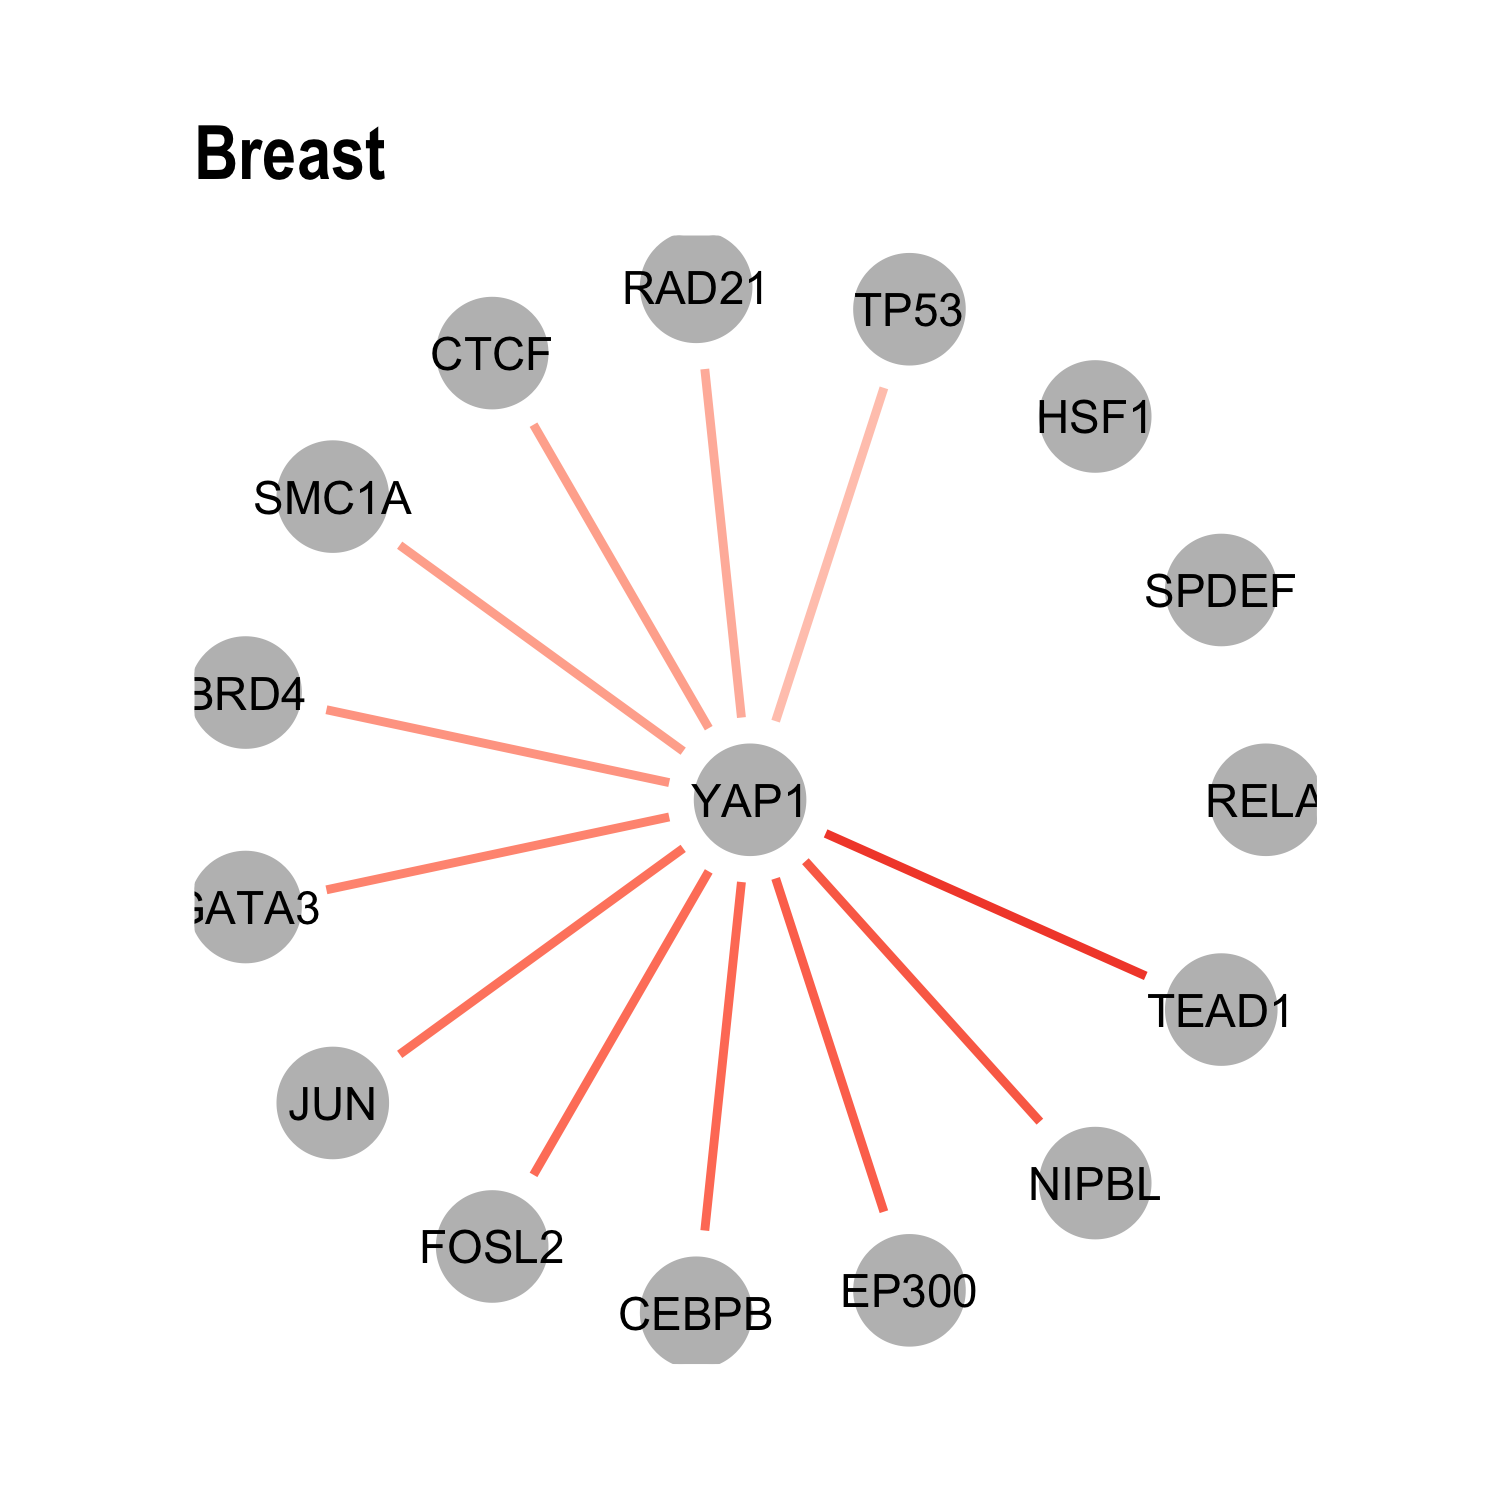 Breast
RAD21
TP53
CTCF
HSF1
SMC1A
SPDEF
BRD4
YAP1
RELA
GATA3
TEAD1
JUN
NIPBL
FOSL2
EP300
CEBPB